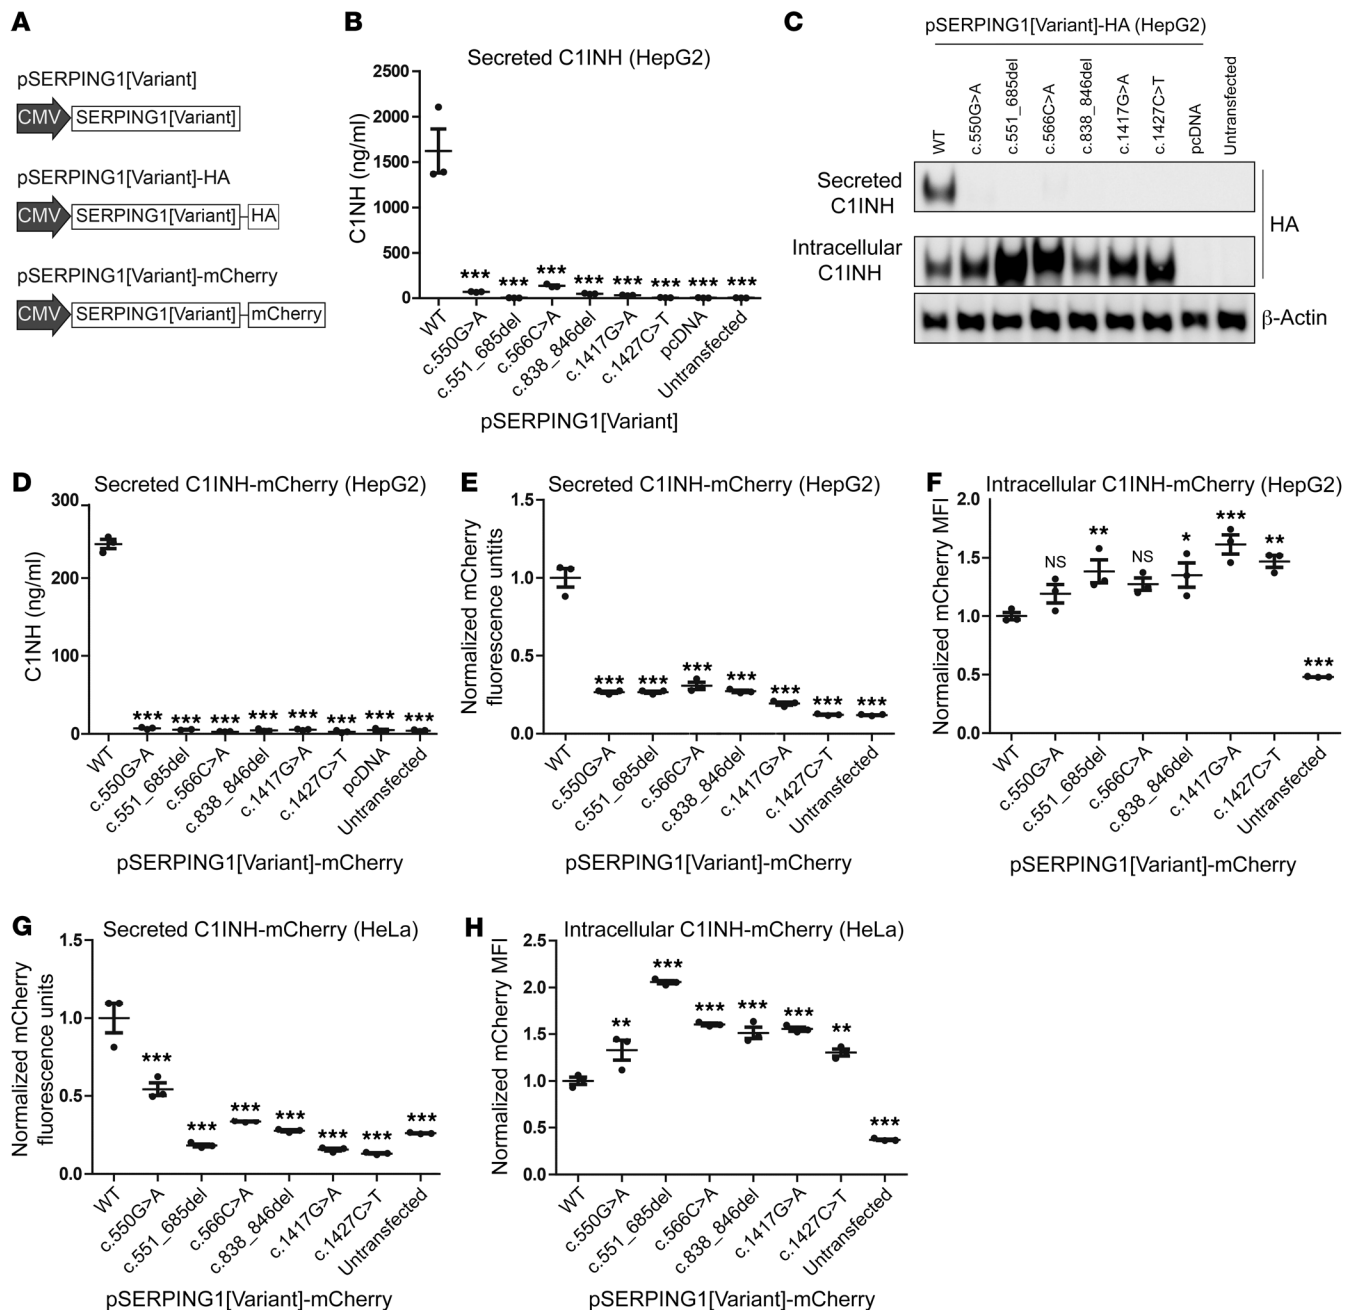 A
pSERPING1[Variant]
CMV SERPING1[Variant]
pSERPING1[Variant]-HA
CMV SERPING1[Variant] HA
pSERPING1[Variant]-mCherry
CMV SERPING1[Variant] mCherry
B
Secreted C1INH (HepG2)
C1NH (ng/ml)
2500
2000
1500
1000
500
0
*** *** *** *** *** *** *** ***
WT c.550G>A c.551_685del c.566C>A c.838_846del c.1417G>A c.1427C>T pcDNA Untransfected
pSERPING1[Variant]
C
pSERPING1[Variant]-HA (HepG2)
WT c.550G>A c.551_685del c.566C>A c.838_846del c.1417G>A c.1427C>T pcDNA Untransfected
Secreted
C1INH
Intracellular
C1INH
HA
β-Actin
D
Secreted C1INH-mCherry (HepG2)
C1NH (ng/ml)
300
200
100
0
*** *** *** *** *** *** *** ***
WT c.550G>A c.551_685del c.566C>A c.838_846del c.1417G>A c.1427C>T pcDNA Untransfected
pSERPING1[Variant]-mCherry
E
Secreted C1INH-mCherry (HepG2)
Normalized mCherry
fluorescence untits
1.5
1.0
0.5
0.0
*** *** *** *** *** *** ***
WT c.550G>A c.551_685del c.566C>A c.838_846del c.1417G>A c.1427C>T Untransfected
pSERPING1[Variant]-mCherry
F
Intracellular C1INH-mCherry (HepG2)
Normalized mCherry MFI
2.0
1.5
1.0
0.5
0.0
NS ** NS * *** ** ***
WT c.550G>A c.551_685del c.566C>A c.838_846del c.1417G>A c.1427C>T Untransfected
pSERPING1[Variant]-mCherry
G
Secreted C1INH-mCherry (HeLa)
Normalized mCherry
fluorescence units
1.5
1.0
0.5
0.0
*** *** *** *** *** *** ***
WT c.550G>A c.551_685del c.566C>A c.838_846del c.1417G>A c.1427C>T Untransfected
pSERPING1[Variant]-mCherry
H
Intracellular C1INH-mCherry (HeLa)
Normalized mCherry MFI
2.5
2.0
1.5
1.0
0.5
0.0
** *** *** *** *** ** ***
WT c.550G>A c.551_685del c.566C>A c.838_846del c.1417G>A c.1427C>T Untransfected
pSERPING1[Variant]-mCherry